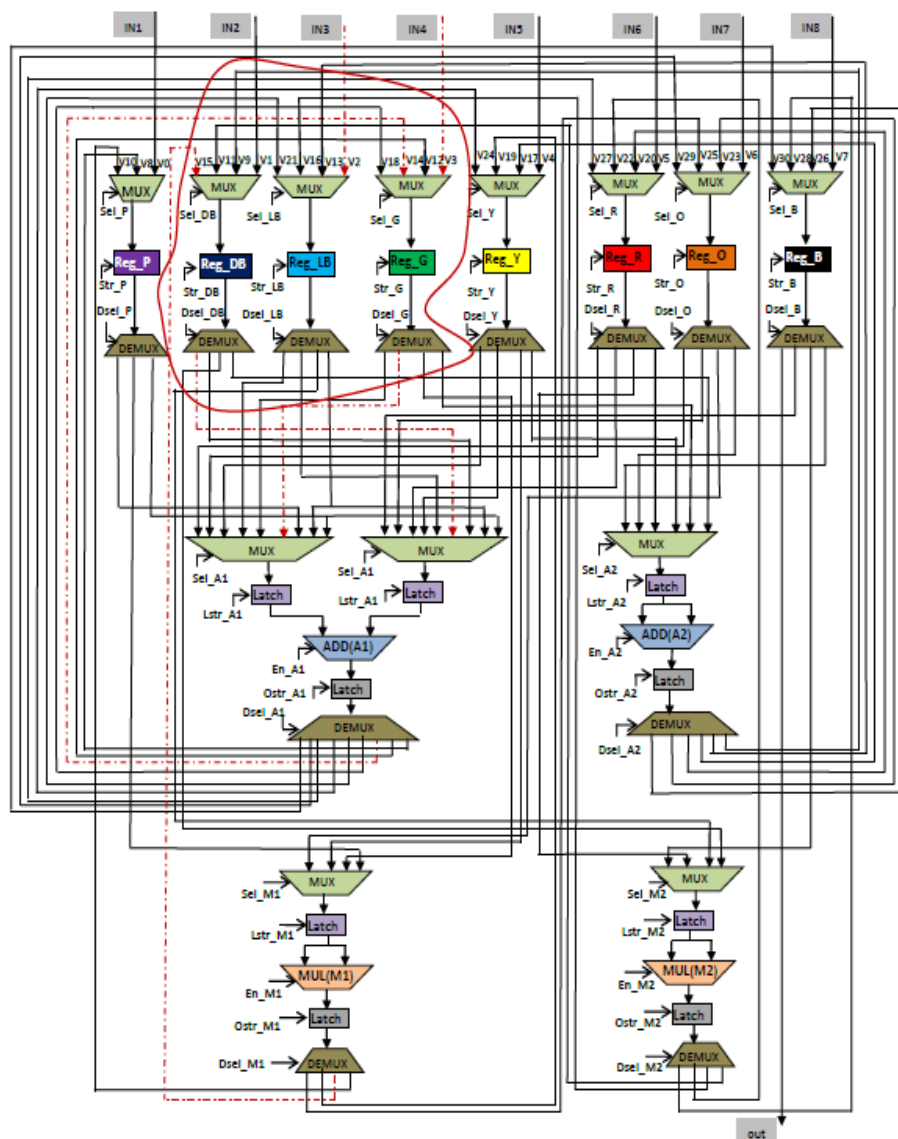 IN1 IN2 IN3 IN4 IN5 IN6 IN7 IN8
V10 V8 V0 V15 V11 V9 V1 V21 V16 V13 V2 V18 V14 V12 V3 V24 V19 V17 V4 V27 V22 V20 V5 V29 V25 V23 V6 V30 V28 V26 V7
MUX MUX MUX MUX MUX MUX MUX MUX
Sel_P Sel_DB Sel_LB Sel_G Sel_Y Sel_R Sel_O Sel_B
Reg_P Reg_DB Reg_LB Reg_G Reg_Y Reg_R Reg_O Reg_B
Str_P Str_DB Str_LB Str_G Str_Y Str_R Str_O Str_B
Dsel_P Dsel_DB Dsel_LB Dsel_G Dsel_Y Dsel_R Dsel_O Dsel_B
DEMUX DEMUX DEMUX DEMUX DEMUX DEMUX DEMUX DEMUX
MUX MUX MUX
Sel_A1 Sel_A1 Sel_A2
Latch Latch Latch
Lstr_A1 Lstr_A1 Lstr_A2
ADD(A1) ADD(A2)
En_A1 En_A2
Latch Latch
Ostr_A1 Ostr_A2
Dsel_A1 DEMUX DEMUX
Dsel_A2
MUX MUX
Sel_M1 Sel_M2
Latch Latch
Lstr_M1 Lstr_M2
MUL(M1) MUL(M2)
En_M1 En_M2
Latch Latch
Ostr_M1 Ostr_M2
Dsel_M1 DEMUX Dsel_M2 DEMUX
out